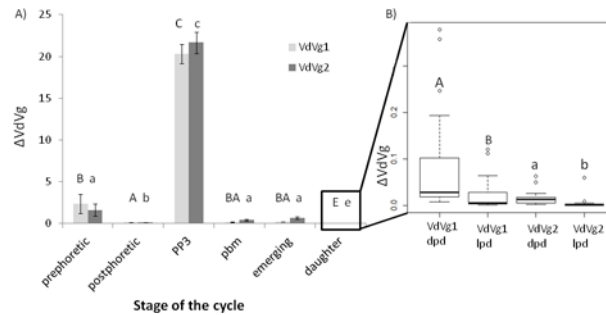 A)
25
20
15
10
5
0
ΔVdVg
C c
VdVg1
VdVg2
B a
A b
BA a
BA a
E e
prephoretic
postphoretic
PP3
pbm
emerging
daughter
Stage of the cycle
B)
ΔVdVg
0.2
0.1
0.0
A
B
a
b
VdVg1 VdVg1 VdVg2 VdVg2
dpd lpd dpd lpd